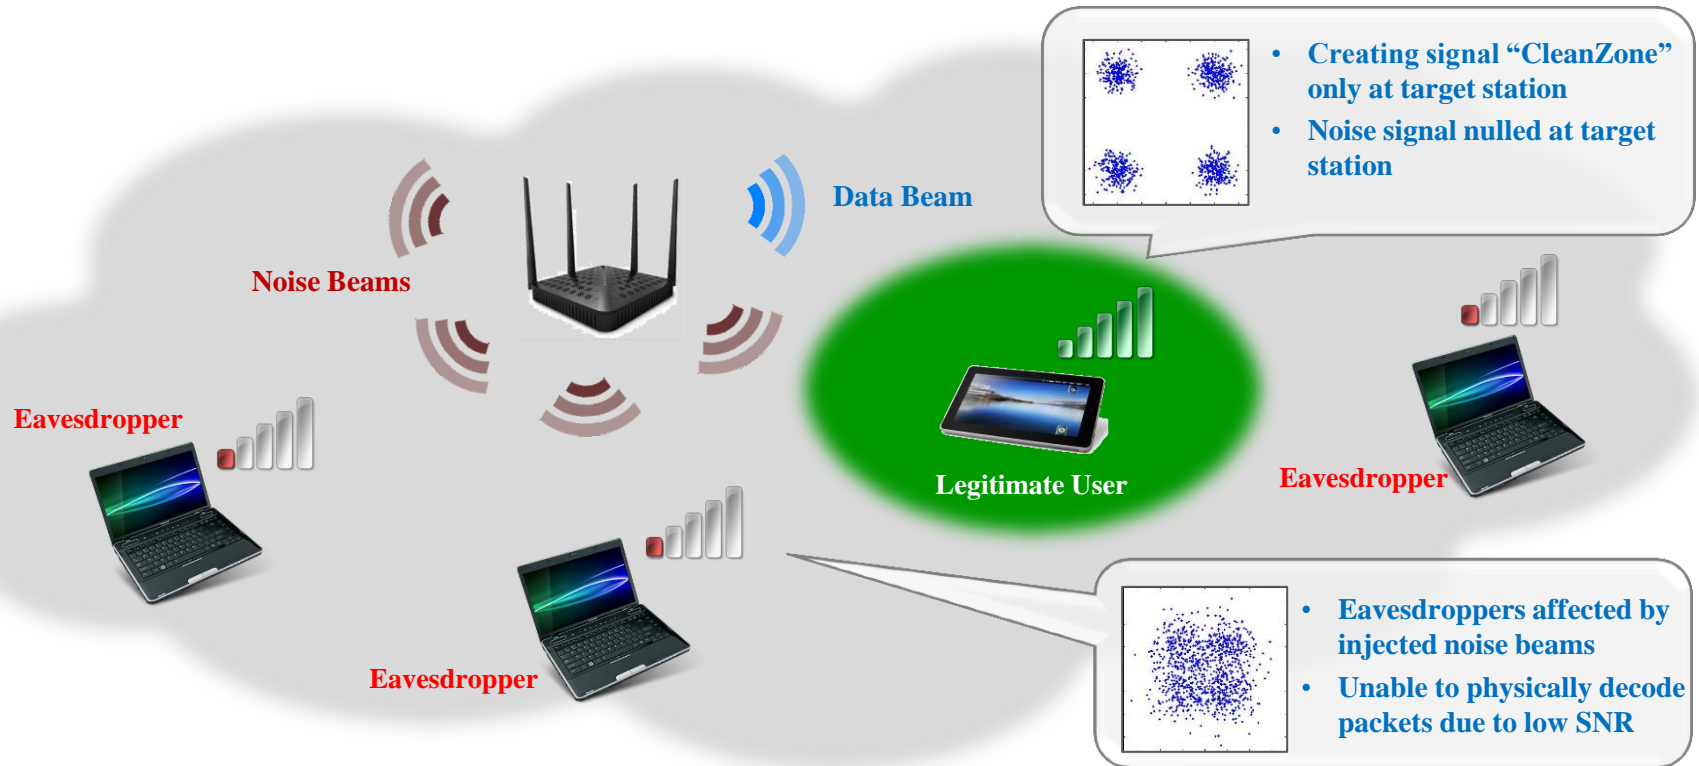 • Creating signal “CleanZone”
only at target station
• Noise signal nulled at target
station
Data Beam
Noise Beams
Eavesdropper
Legitimate User
Eavesdropper
Eavesdropper
• Eavesdroppers affected by
injected noise beams
• Unable to physically decode
packets due to low SNR